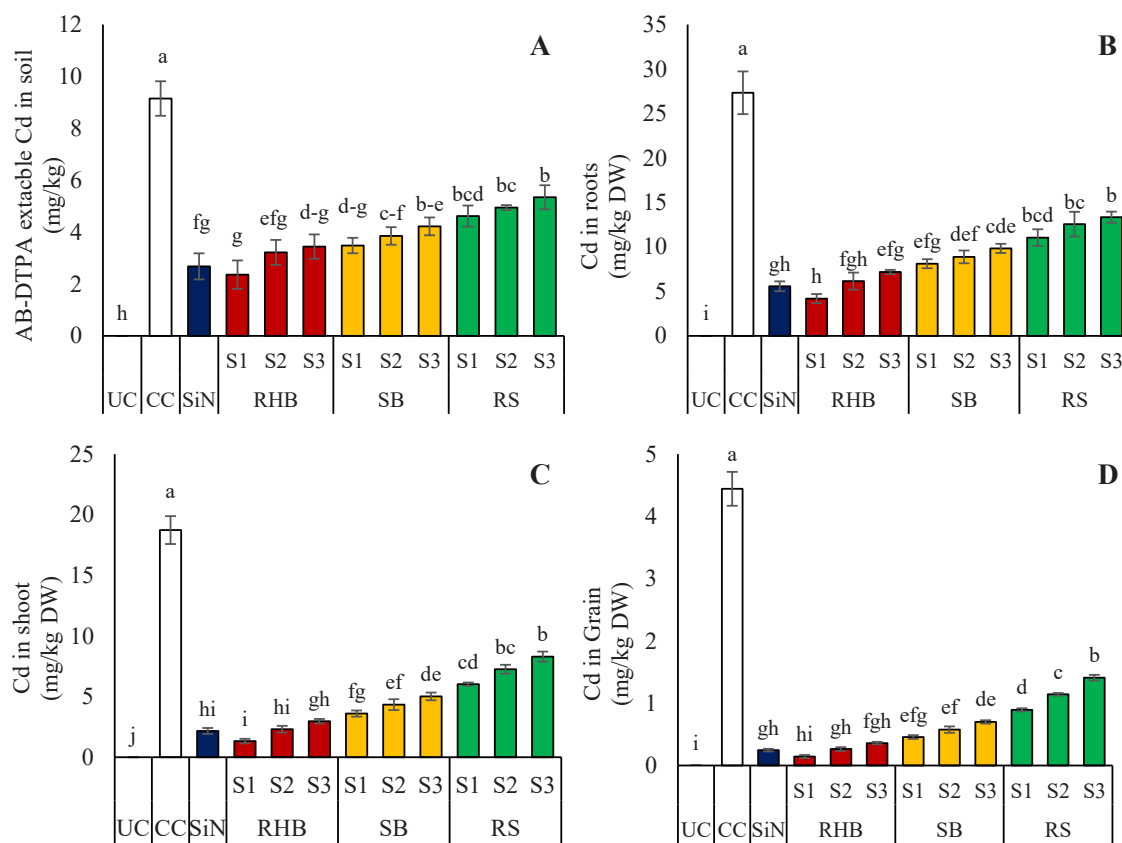 A
AB-DTPA extacble Cd in soil
(mg/kg)
12
10
8
6
4
2
0
h
a
fg
g
efg
d-g
d-g
c-f
b-e
bcd
bc
b
S1 S2 S3 S1 S2 S3 S1 S2 S3
UC CC SiN RHB SB RS
B
Cd in roots
(mg/kg DW)
35
30
25
20
15
10
5
0
i
a
gh
h
fgh
efg
efg
def
cde
bcd
bc
b
S1 S2 S3 S1 S2 S3 S1 S2 S3
UC CC SiN RHB SB RS
C
Cd in shoot
(mg/kg DW)
25
20
15
10
5
0
j
a
hi
i
hi
gh
fg
ef
de
cd
bc
b
S1 S2 S3 S1 S2 S3 S1 S2 S3
UC CC SiN RHB SB RS
D
Cd in Grain
(mg/kg DW)
5
4
3
2
1
0
i
a
gh
hi
gh
fgh
efg
ef
de
d
c
b
S1 S2 S3 S1 S2 S3 S1 S2 S3
UC CC SiN RHB SB RS